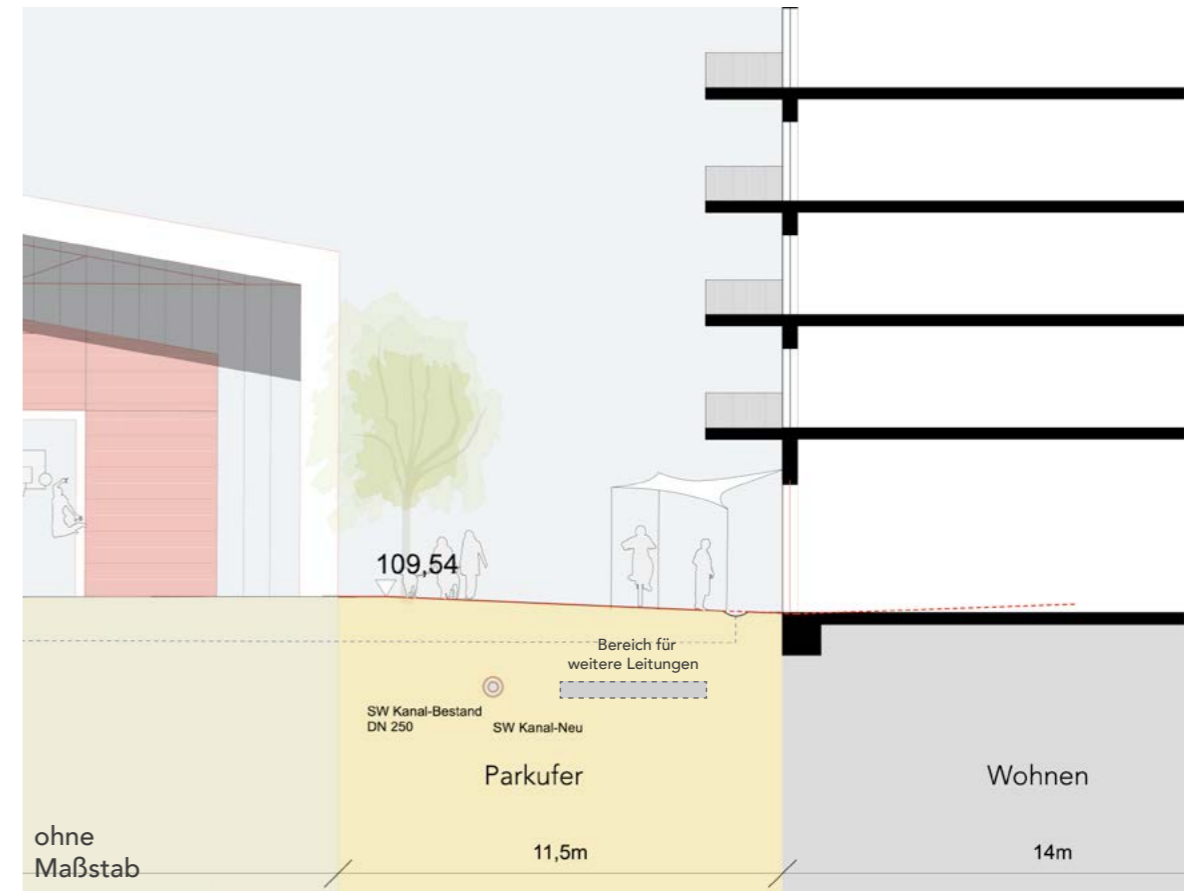 109,54
Bereich für
weitere Leitungen
SW Kanal-Bestand
DN 250
SW Kanal-Neu
Parkufer
Wohnen
ohne
Maßstab
11,5m
14m